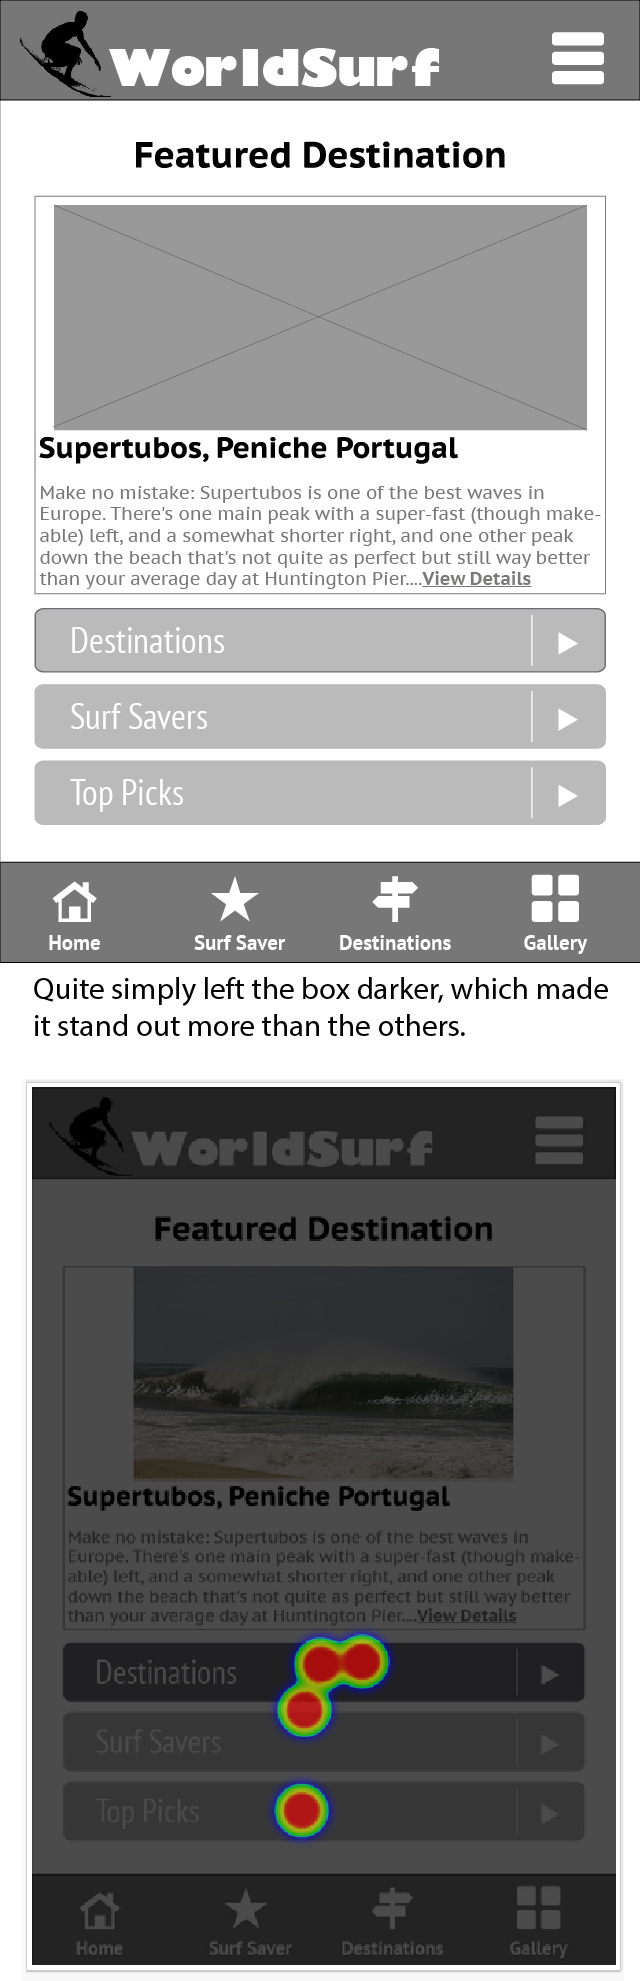 WorldSurf
Featured Destination
Supertubos, Peniche Portugal
Make no mistake: Supertubos is one of the best waves in
Europe. There's one main peak with a super-fast (though make-
able) left, and a somewhat shorter right, and one other peak
down the beach that's not quite as perfect but still way better
than your average day at Huntington Pier....View Details
Destinations
Surf Savers
Top Picks
Home Surf Saver Destinations Gallery
Quite simply left the box darker, which made
it stand out more than the others.
WorldSurf
Featured Destination
Supertubos, Peniche Portugal
Make no mistake: Supertubos is one of the best waves in
Europe. There's one main peak with a super-fast (though make-
able) left, and a somewhat shorter right, and one other peak
down the beach that's not quite as perfect but still way better
than your average day at Huntington Pier....View Details
Destinations
Surf Savers
Top Picks
Home Surf Saver Destinations Gallery